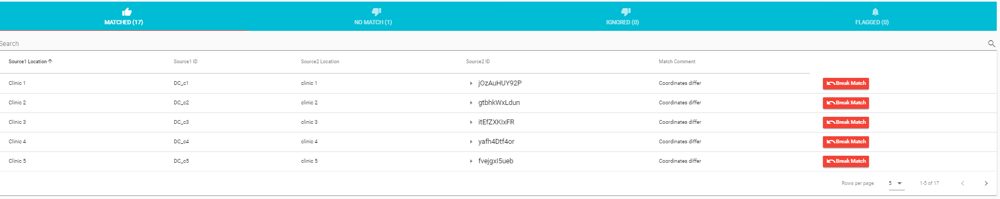 MATCHED (17) NO MATCH (1) IGNORED (0) FLAGGED (0)
Search
Source1 Location Source1 ID Source2 Location Source2 ID Match Comment
Clinic 1 DC_c1 clinic 1 jOzAuHUY92P Coordinates differ Break Match
Clinic 2 DC_c2 clinic 2 gtbhkWxLdun Coordinates differ Break Match
Clinic 3 DC_c3 clinic 3 itEfZXKIxFR Coordinates differ Break Match
Clinic 4 DC_c4 clinic 4 yafh4Dtf4or Coordinates differ Break Match
Clinic 5 DC_c5 clinic 5 fvejgxI5ueb Coordinates differ Break Match
Rows per page: 5 1-5 of 17